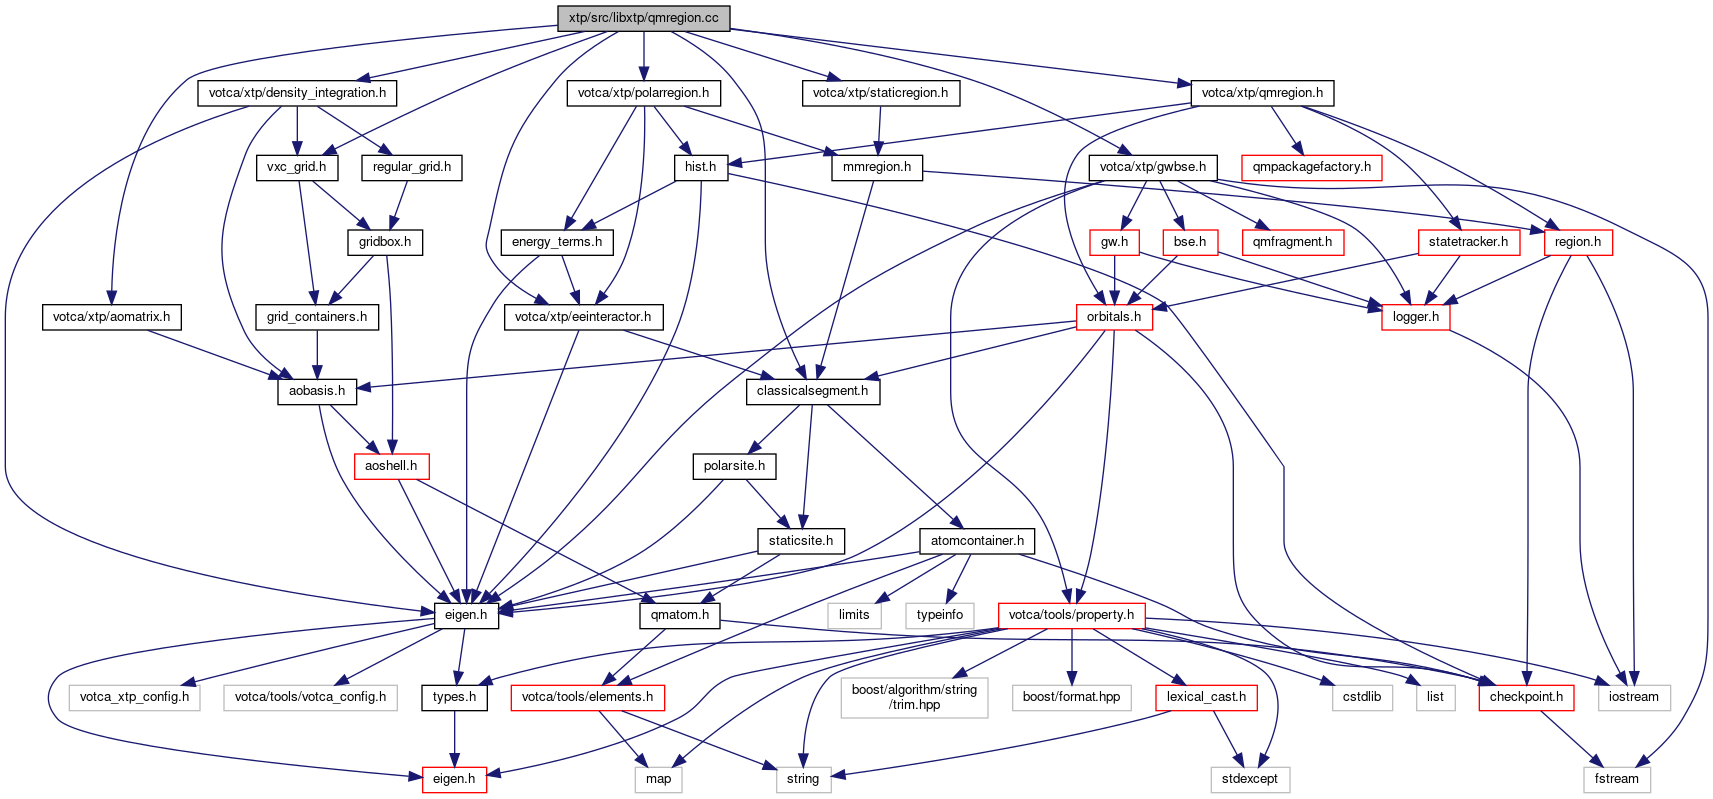 xtp/src/libxtp/qmregion.cc
votca/xtp/density_integration.h
votca/xtp/polarregion.h
votca/xtp/staticregion.h
votca/xtp/qmregion.h
vxc_grid.h
regular_grid.h
hist.h
mmregion.h
votca/xtp/gwbse.h
qmpackagefactory.h
gridbox.h
energy_terms.h
gw.h
bse.h
qmfragment.h
statetracker.h
region.h
votca/xtp/aomatrix.h
grid_containers.h
votca/xtp/eeinteractor.h
orbitals.h
logger.h
aobasis.h
classicalsegment.h
aoshell.h
polarsite.h
staticsite.h
atomcontainer.h
eigen.h
qmatom.h
limits
typeinfo
votca/tools/property.h
votca_xtp_config.h
votca/tools/votca_config.h
types.h
votca/tools/elements.h
boost/algorithm/string
/trim.hpp
boost/format.hpp
lexical_cast.h
cstdlib
list
checkpoint.h
iostream
eigen.h
map
string
stdexcept
fstream